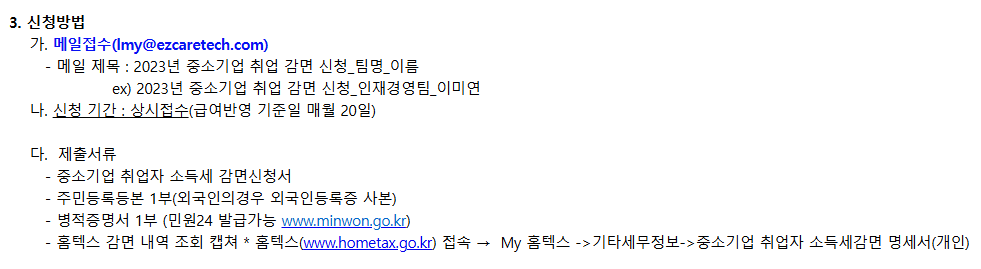 3. 신청방법
가. 메일접수(lmy@ezcaretech.com)
- 메일 제목 : 2023년 중소기업 취업 감면 신청_팀명_이름
ex) 2023년 중소기업 취업 감면 신청_인재경영팀_이미연
나. 신청 기간 : 상시접수(급여반영 기준일 매월 20일)
다. 제출서류
- 중소기업 취업자 소득세 감면신청서
- 주민등록등본 1부(외국인의경우 외국인등록증 사본)
- 병적증명서 1부 (민원24 발급가능 www.minwon.go.kr)
- 홈텍스 감면 내역 조회 캡쳐 * 홈텍스(www.hometax.go.kr) 접속 → My 홈텍스 ->기타세무정보->중소기업 취업자 소득세감면 명세서(개인)